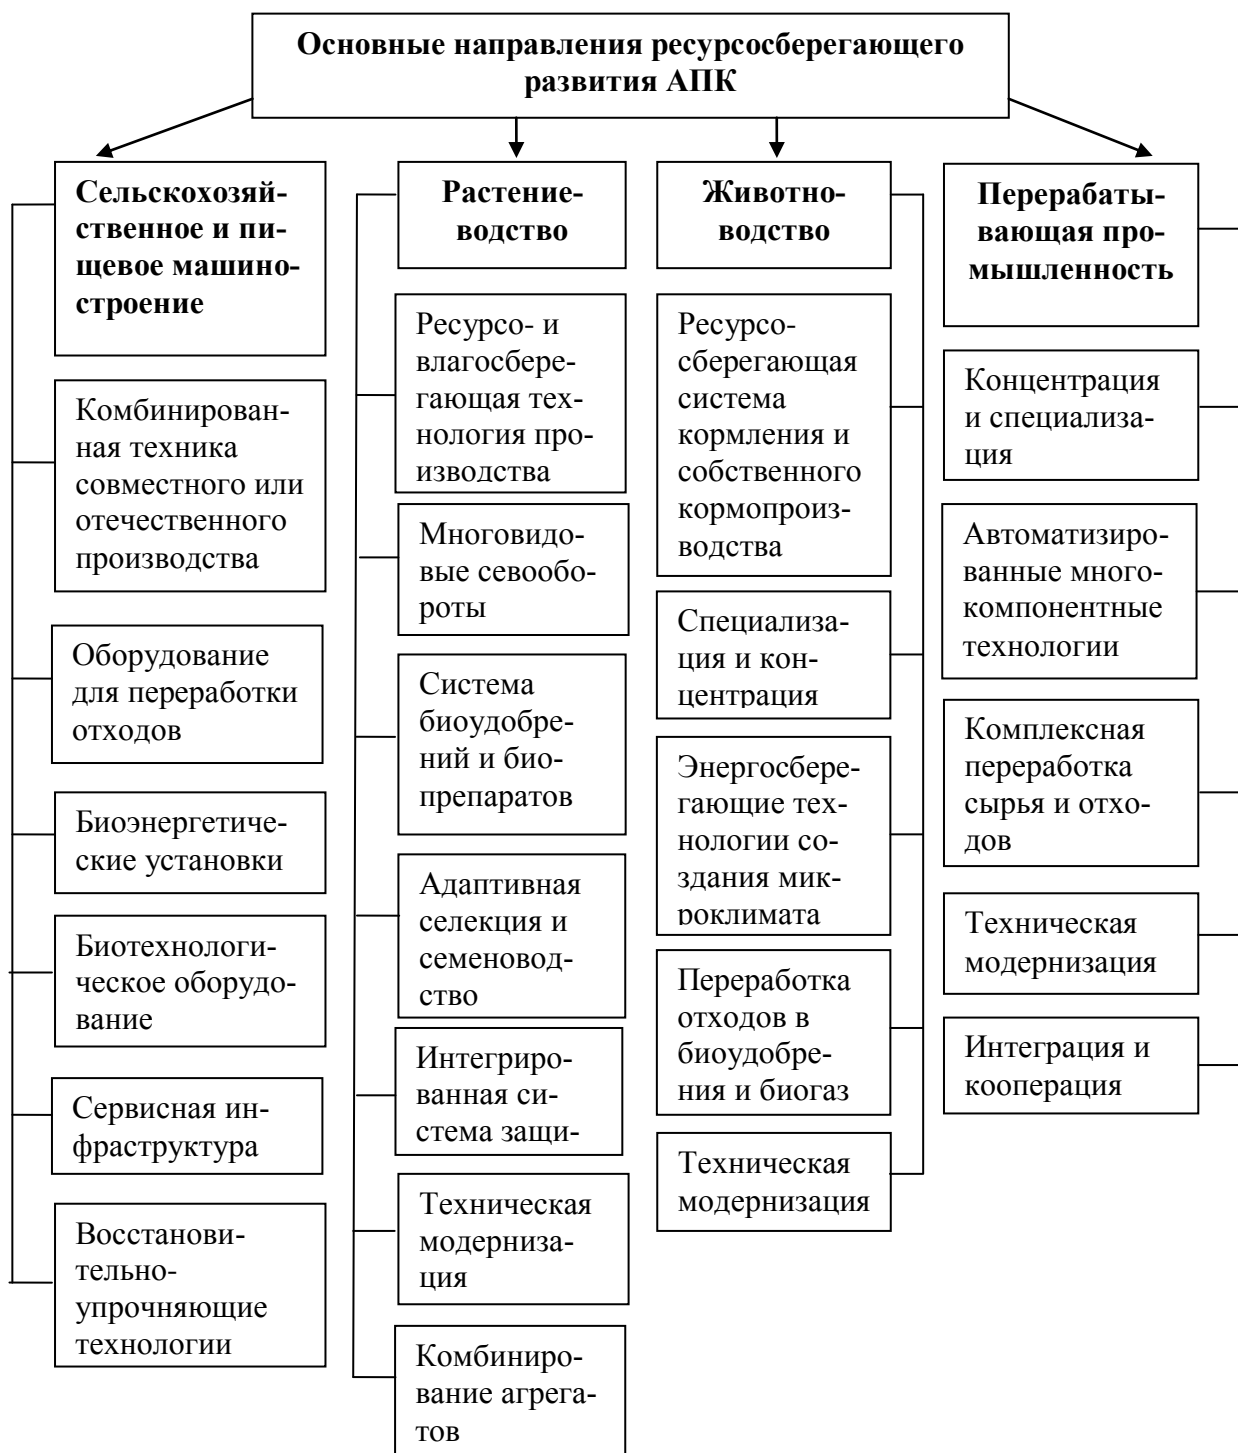 Основные направления ресурсосберегающего
развития АПК
Сельскохозяй-
ственное и пи-
щевое машино-
строение
Комбинирован-
ная техника
совместного или
отечественного
производства
Оборудование
для переработки
отходов
Биоэнергетиче-
ские установки
Биотехнологи-
ческое оборудо-
вание
Сервисная ин-
фраструктура
Восстанови-
тельно-
упрочняющие
технологии
Растение-
водство
Ресурсо- и
влагосбере-
гающая тех-
нология про-
изводства
Многовидо-
вые севообо-
роты
Система
биоудобре-
ний и био-
препаратов
Адаптивная
селекция и
семеновод-
ство
Интегриро-
ванная си-
стема защи-
Техническая
модерниза-
ция
Комбиниро-
вание агрега-
тов
Животно-
водство
Ресурсо-
сберегающая
система
кормления и
собственного
кормопроиз-
водства
Специализа-
ция и кон-
центрация
Энергосбере-
гающие тех-
нологии со-
здания мик-
роклимата
Переработка
отходов в
биоудобре-
ния и биогаз
Техническая
модернизация
Перерабаты-
вающая про-
мышленность
Концентрация
и специализа-
ция
Автоматизиро-
ванные много-
компонентные
технологии
Комплексная
переработка
сырья и отхо-
дов
Техническая
модернизация
Интеграция и
кооперация